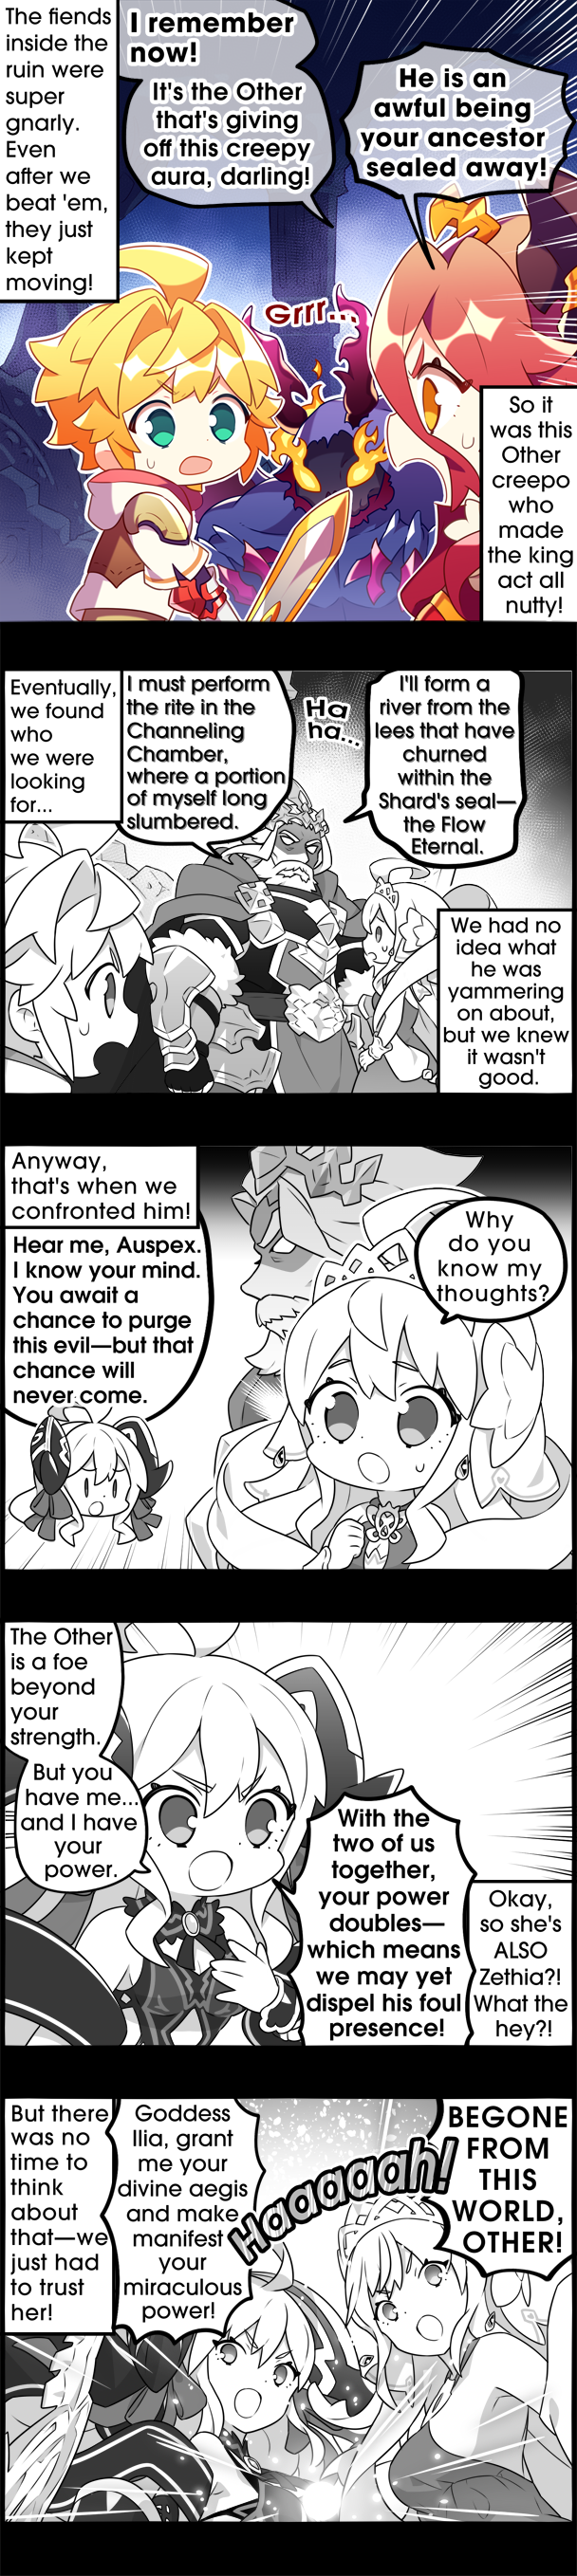 The fiends
inside the
ruin were
super
gnarly.
Even
after we
beat 'em,
they just
kept
moving!
I remember
now!
It's the Other
that's giving
off this creepy
aura, darling!
He is an
awful being
your ancestor
sealed away!
Grrr...
So it
was this
Other
creepo
who
made
the king
act all
nutty!
Eventually,
we found
who
we were
looking
for...
I must perform
the rite in the
Channeling
Chamber,
where a portion
of myself long
slumbered.
Ha
ha...
I'll form a
river from the
lees that have
churned
within the
Shard's seal—
the Flow
Eternal.
We had no
idea what
he was
yammering
on about,
but we knew
it wasn't
good.
Anyway,
that's when we
confronted him!
Hear me, Auspex.
I know your mind.
You await a
chance to purge
this evil—but that
chance will
never come.
Why
do you
know my
thoughts?
The Other
is a foe
beyond
your
strength.
But you
have me...
and I have
your
power.
With the
two of us
together,
your power
doubles—
which means
we may yet
dispel his foul
presence!
Okay,
so she's
ALSO
Zethia?!
What the
hey?!
But there
was no
time to
think
about
that—we
just had
to trust
her!
Goddess
Ilia, grant
me your
divine aegis
and make
manifest
your
miraculous
power!
Haaaaah!
BEGONE
FROM
THIS
WORLD,
OTHER!